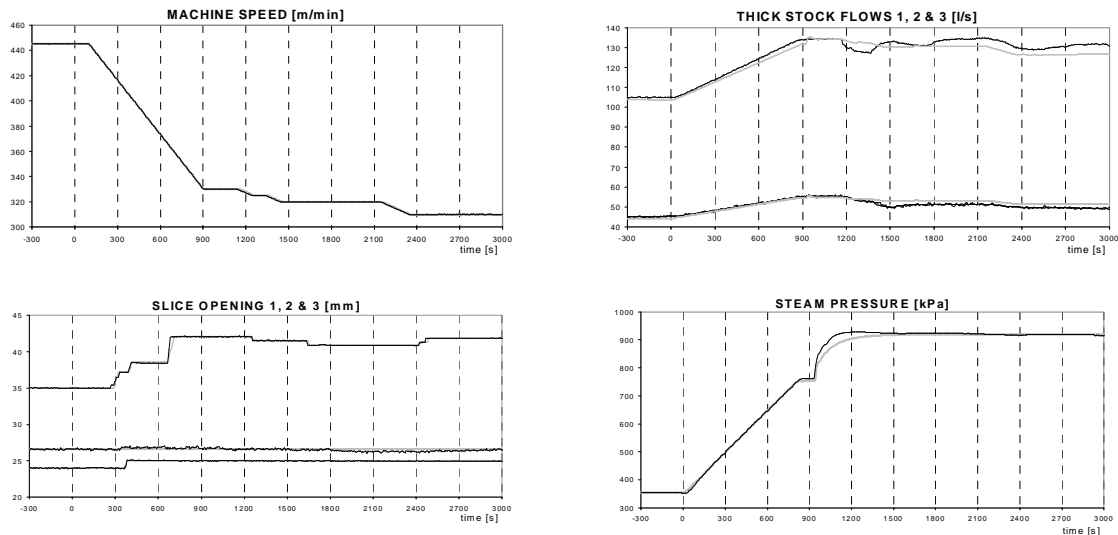 MACHINE SPEED [m/min]
460
440
420
400
380
360
340
320
300
-300 0 300 600 900 1200 1500 1800 2100 2400 2700 3000
time [s]
THICK STOCK FLOWS 1, 2 & 3 [l/s]
140
130
120
110
100
90
80
70
60
50
40
-300 0 300 600 900 1200 1500 1800 2100 2400 2700 3000
time [s]
SLICE OPENING 1, 2 & 3 [mm]
45
40
35
30
25
20
-300 0 300 600 900 1200 1500 1800 2100 2400 2700 3000
time [s]
STEAM PRESSURE [kPa]
1000
900
800
700
600
500
400
300
-300 0 300 600 900 1200 1500 1800 2100 2400 2700 3000
time [s]